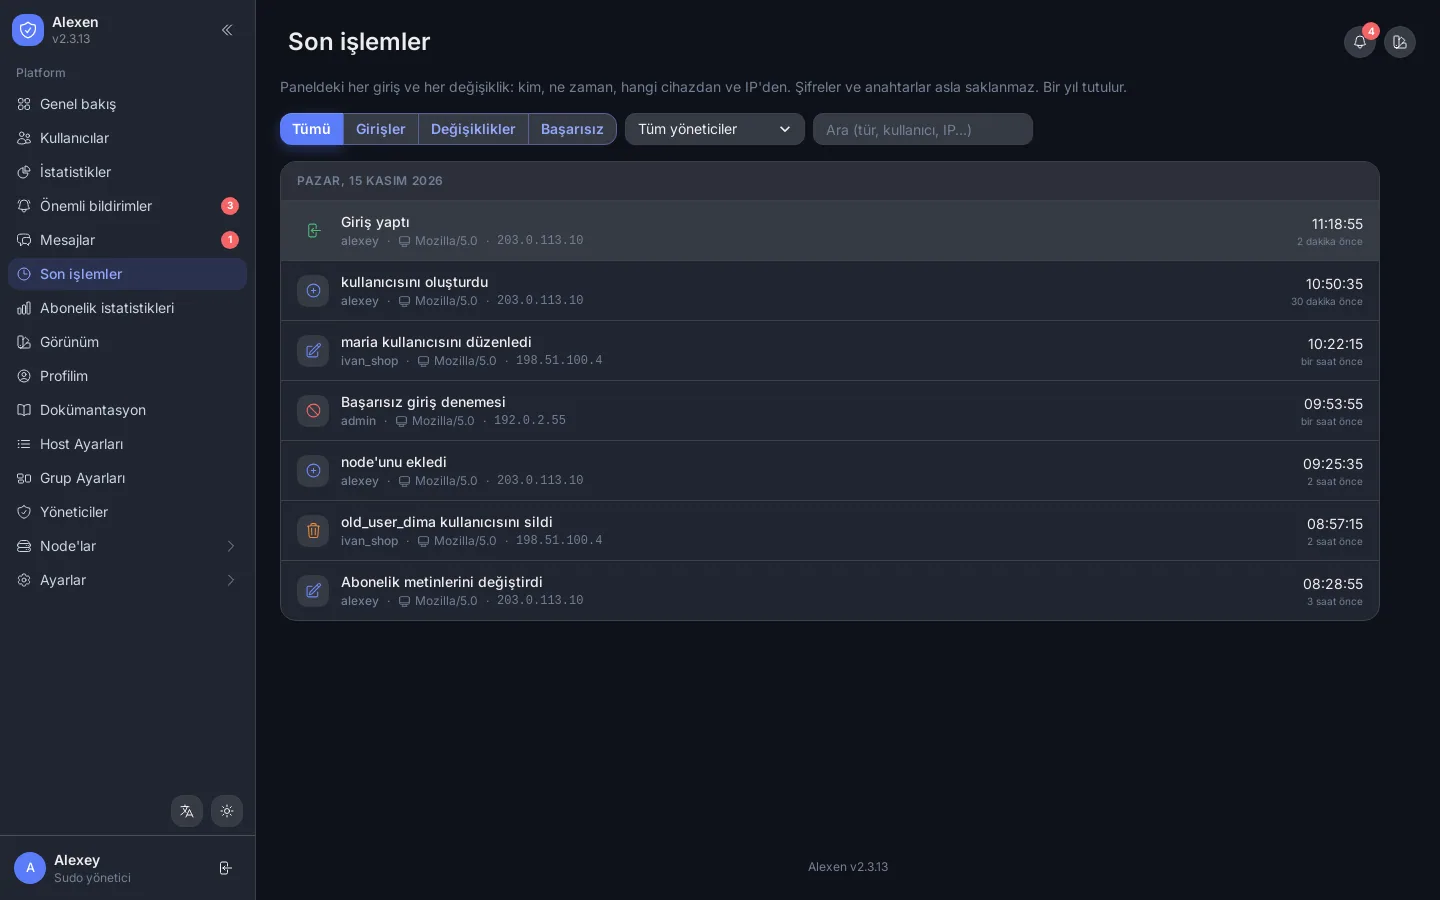 Alexen
v2.3.13
Platform
Genel bakış
Kullanıcılar
İstatistikler
Önemli bildirimler 3
Mesajlar 1
Son işlemler
Abonelik istatistikleri
Görünüm
Profilim
Dokümantasyon
Host Ayarları
Grup Ayarları
Yöneticiler
Node'lar
Ayarlar
A
Alexey
Sudo yönetici
Son işlemler
4
Paneldeki her giriş ve her değişiklik: kim, ne zaman, hangi cihazdan ve IP'den. Şifreler ve anahtarlar asla saklanmaz. Bir yıl tutulur.
Tümü Girişler Değişiklikler Başarısız Tüm yöneticiler Ara (tür, kullanıcı, IP...)
PAZAR, 15 KASIM 2026
Giriş yaptı 11:18:55
alexey · Mozilla/5.0 · 203.0.113.10 2 dakika önce
kullanıcısını oluşturdu 10:50:35
alexey · Mozilla/5.0 · 203.0.113.10 30 dakika önce
maria kullanıcısını düzenledi 10:22:15
ivan_shop · Mozilla/5.0 · 198.51.100.4 bir saat önce
Başarısız giriş denemesi 09:53:55
admin · Mozilla/5.0 · 192.0.2.55 bir saat önce
node'unu ekledi 09:25:35
alexey · Mozilla/5.0 · 203.0.113.10 2 saat önce
old_user_dima kullanıcısını sildi 08:57:15
ivan_shop · Mozilla/5.0 · 198.51.100.4 2 saat önce
Abonelik metinlerini değiştirdi 08:28:55
alexey · Mozilla/5.0 · 203.0.113.10 3 saat önce
Alexen v2.3.13